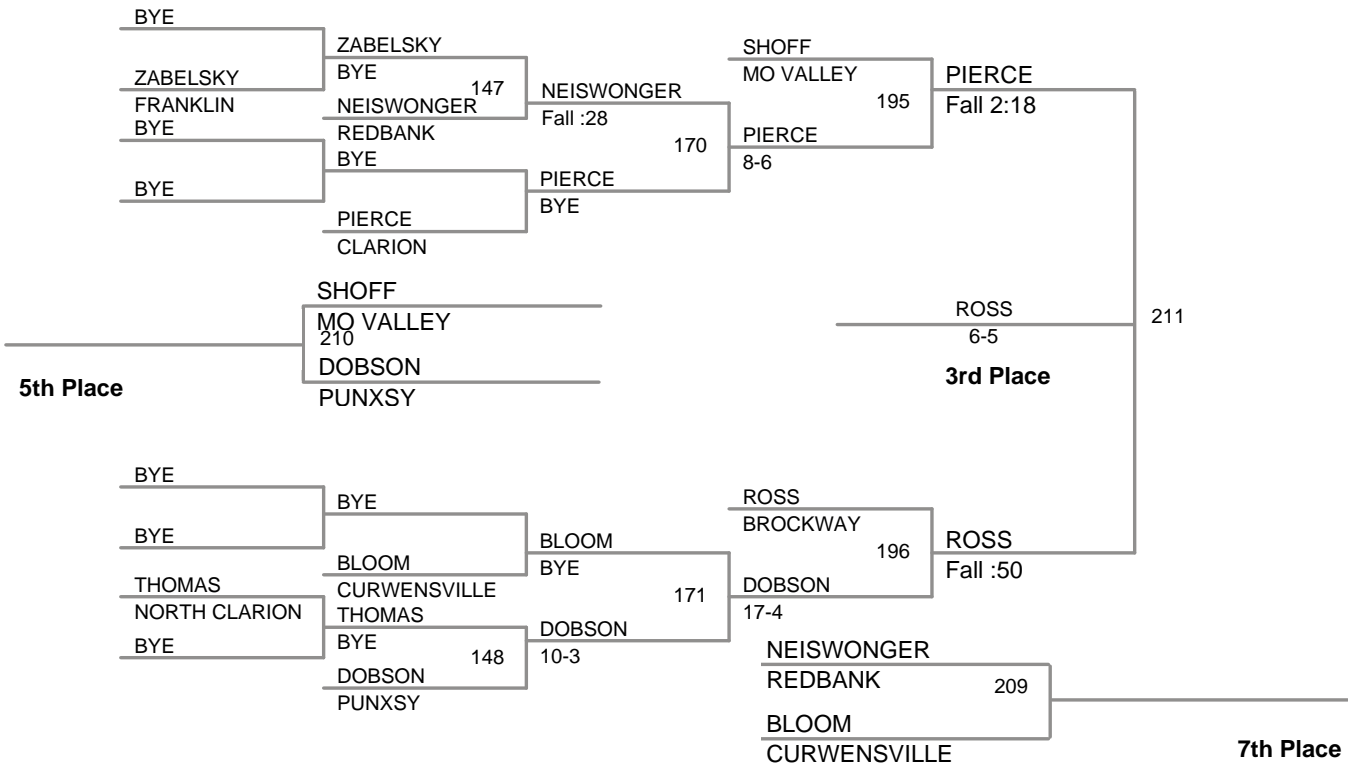 BYE
ZABELSKY
FRANKLIN
BYE
BYE
ZABELSKY
BYE
147
NEISWONGER
REDBANK
BYE
PIERCE
CLARION
NEISWONGER
Fall :28
170
PIERCE
BYE
SHOFF
MO VALLEY
195
PIERCE
8-6
PIERCE
Fall 2:18
SHOFF
MO VALLEY
210
DOBSON
PUNXSY
5th Place
ROSS
6-5
3rd Place
211
BYE
BYE
THOMAS
NORTH CLARION
BYE
BYE
BLOOM
CURWENSVILLE
THOMAS
BYE
148
DOBSON
PUNXSY
BLOOM
BYE
171
DOBSON
10-3
ROSS
BROCKWAY
196
DOBSON
17-4
ROSS
Fall :50
NEISWONGER
REDBANK
209
BLOOM
CURWENSVILLE
7th Place